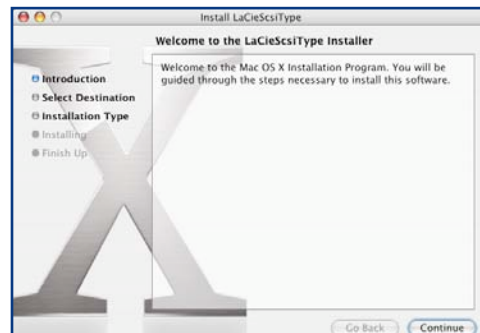 Install LaCieScsiType
Welcome to the LaCieScsiType Installer
Introduction
Select Destination
Installation Type
Installing
Finish Up
Welcome to the Mac OS X Installation Program. You will be
guided through the steps necessary to install this software.
Go Back
Continue